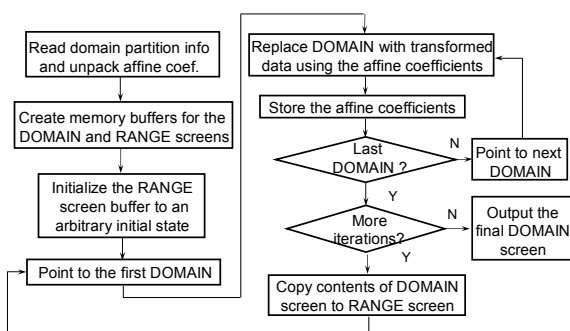 Read domain partition info
and unpack affine coef.
Create memory buffers for the
DOMAIN and RANGE screens
Initialize the RANGE
screen buffer to an
arbitrary initial state
Point to the first DOMAIN
Replace DOMAIN with transformed
data using the affine coefficients
Store the affine coefficients
Last
DOMAIN ?
N
Point to next
DOMAIN
Y
More
iterations?
N
Output the
final DOMAIN
screen
Y
Copy contents of DOMAIN
screen to RANGE screen